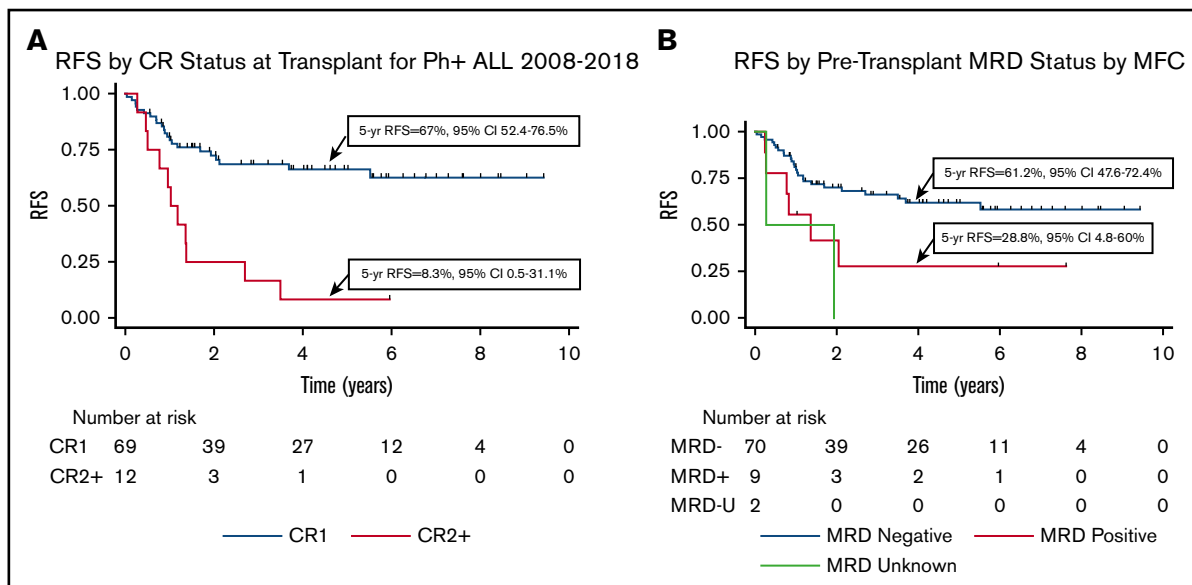 A
RFS by CR Status at Transplant for Ph+ ALL 2008-2018
1.00
0.75
0.50
0.25
0.00
RFS
5-yr RFS=67%, 95% CI 52.4-76.5%
5-yr RFS=8.3%, 95% CI 0.5-31.1%
0 2 4 6 8 10
Time (years)
Number at risk
CR1 69 39 27 12 4 0
CR2+ 12 3 1 0 0 0
CR1 CR2+
B
RFS by Pre-Transplant MRD Status by MFC
1.00
0.75
0.50
0.25
0.00
RFS
5-yr RFS=61.2%, 95% CI 47.6-72.4%
5-yr RFS=28.8%, 95% CI 4.8-60%
0 2 4 6 8 10
Time (years)
Number at risk
MRD- 70 39 26 11 4 0
MRD+ 9 3 2 1 0 0
MRD-U 2 0 0 0 0 0
MRD Negative MRD Positive
MRD Unknown